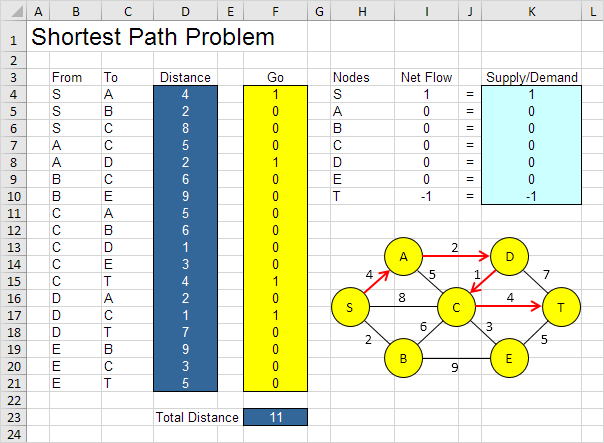 A B C D E F G H I J K L
1 Shortest Path Problem
2
3 From To Distance Go Nodes Net Flow Supply/Demand
4 S A 4 1 S 1 = 1
5 S B 2 0 A 0 = 0
6 S C 8 0 B 0 = 0
7 A C 5 0 C 0 = 0
8 A D 2 1 D 0 = 0
9 B C 6 0 E 0 = 0
10 B E 9 0 T -1 = -1
11 C A 5 0
12 C B 6 0
13 C D 1 0
14 C E 3 0
15 C T 4 1
16 D A 2 0
17 D C 1 1
18 D T 7 0
19 E B 9 0
20 E C 3 0
21 E T 5 0
22
23 Total Distance 11
24
2
A D
4 5 1 7
S 8 C 4 T
2 6 3 5
B E
9